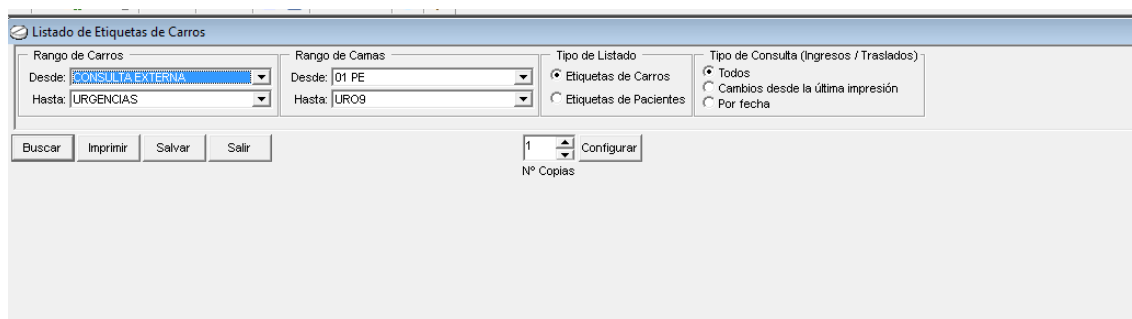 Listado de Etiquetas de Carros
Rango de Carros
Desde: CONSULTA EXTERNA
Hasta: URGENCIAS
Rango de Camas
Desde: 01 PE
Hasta: URO9
Tipo de Listado
Etiquetas de Carros
Etiquetas de Pacientes
Tipo de Consulta (Ingresos / Traslados)
Todos
Cambios desde la última impresión
Por fecha
Buscar
Imprimir
Salvar
Salir
1
Configurar
Nº Copias